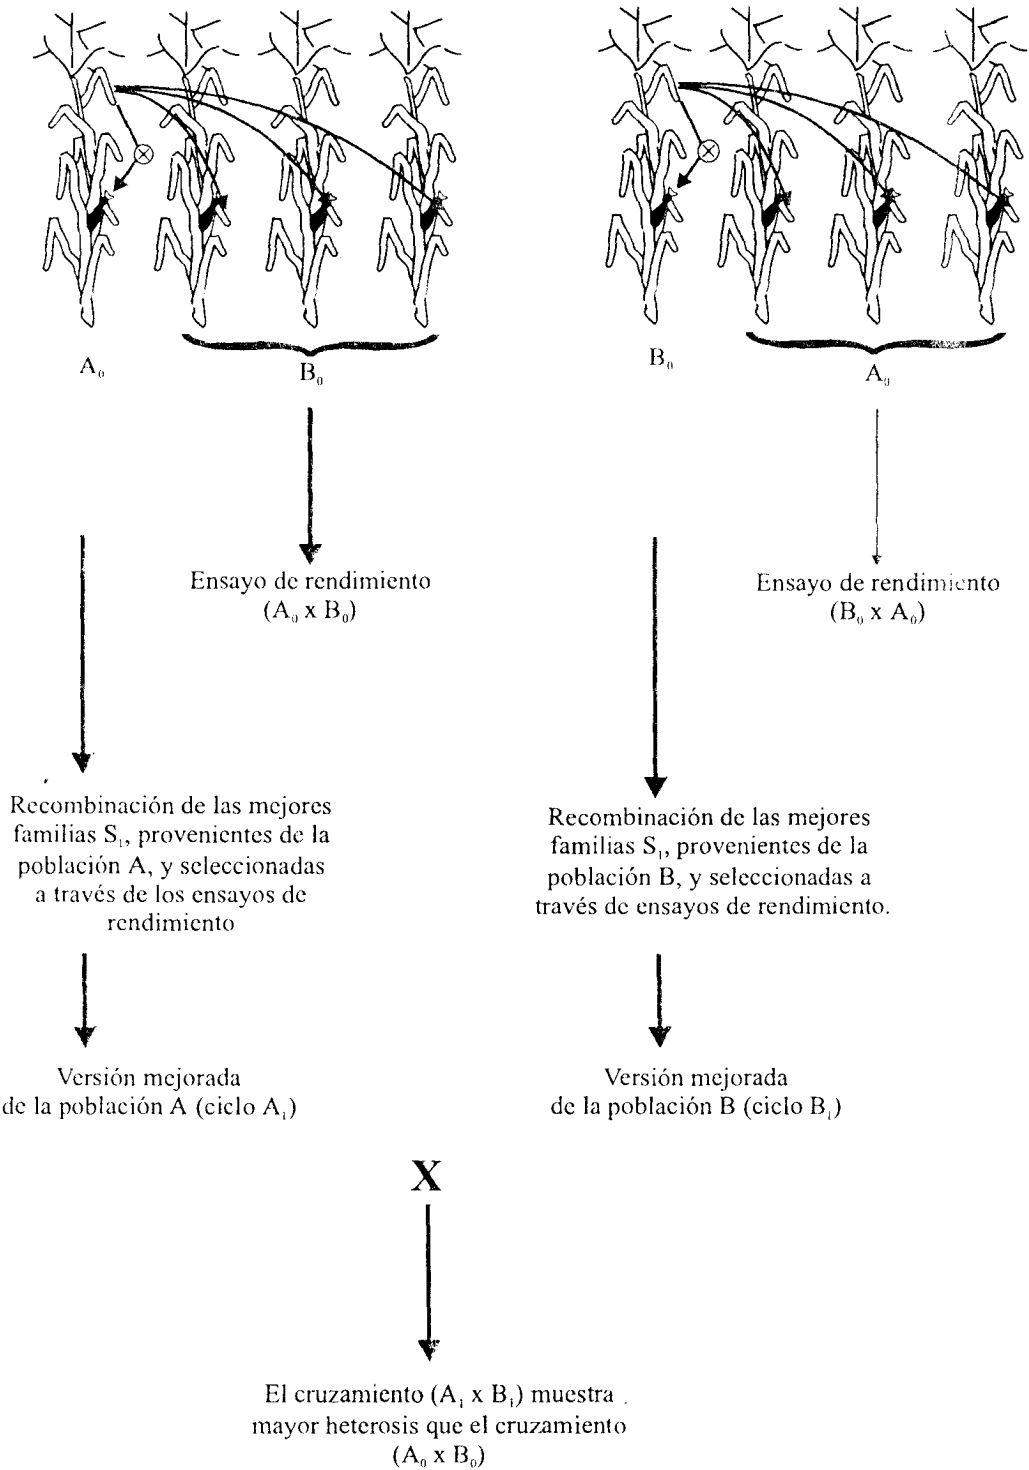 A₀
B₀
B₀
A₀
Ensayo de rendimiento
(A₀ x B₀)
Ensayo de rendimiento
(B₀ x A₀)
Recombinación de las mejores
familias S₁, provenientes de la
población A, y seleccionadas
a través de los ensayos de
rendimiento
Recombinación de las mejores
familias S₁, provenientes de la
población B, y seleccionadas a
través de ensayos de rendimiento.
Versión mejorada
de la población A (ciclo A₁)
Versión mejorada
de la población B (ciclo B₁)
X
El cruzamiento (A₁ x B₁) muestra
mayor heterosis que el cruzamiento
(A₀ x B₀)